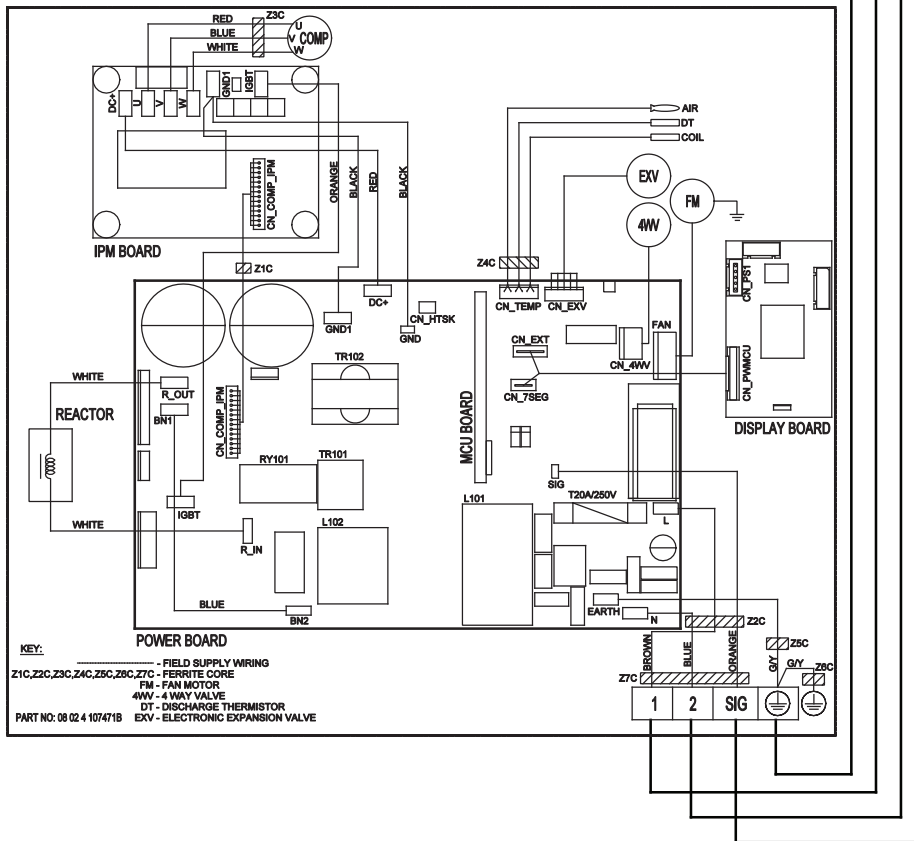 Z3C
RED
BLUE
WHITE
U
V
COMP
W
DC+
U
V
W
GND1
IGBT
CN_COMP_IPM
IPM BOARD
ORANGE
BLACK
RED
BLACK
AIR
DT
COIL
EXV
FM
4WV
Z4C
Z1C
CN_TEMP
CN_EXV
DC+
CN_HTSK
GND1
GND
FAN
CN_EXT
CN_4WV
CN_7SEG
CN_PS1
CN_PWMCU
DISPLAY BOARD
TR102
MCU BOARD
WHITE
R_OUT
REACTOR
BN1
CN_COMP_IPM
RY101
TR101
SIG
T20A/250V
L101
L
IGBT
WHITE
R_IN
L102
BLUE
BN2
EARTH
N
Z2C
POWER BOARD
BROWN
BLUE
ORANGE
G/Y
Z5C
G/Y
Z6C
Z7C
KEY:
- FIELD SUPPLY WIRING
Z1C,Z2C,Z3C,Z4C,Z5C,Z6C,Z7C - FERRITE CORE
FM - FAN MOTOR
4WV - 4 WAY VALVE
DT - DISCHARGE THERMISTOR
PART NO: 08 02 4 107471B EXV - ELECTRONIC EXPANSION VALVE
1
2
SIG